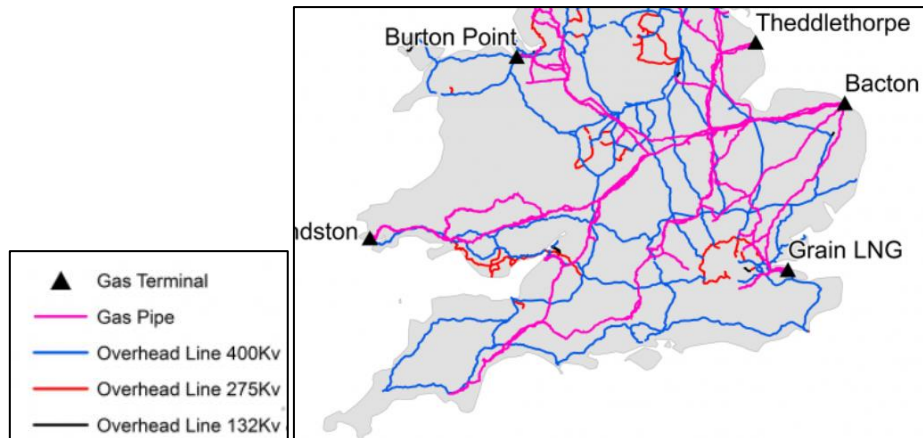 Theddlethorpe
Burton Point
Bacton
ndston
Grain LNG
Gas Terminal
Gas Pipe
Overhead Line 400Kv
Overhead Line 275Kv
Overhead Line 132Kv